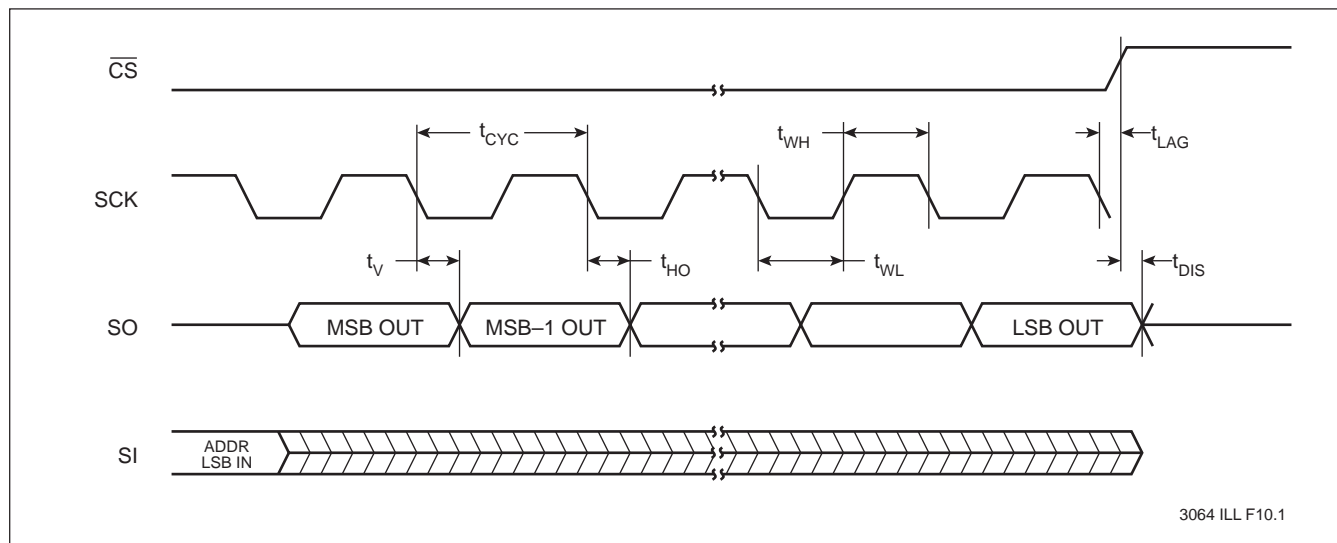 C̅S̅
tCYC
tWH
tLAG
SCK
tV
tHO
tWL
tDIS
SO
MSB OUT
MSB–1 OUT
LSB OUT
SI
ADDR
LSB IN
3064 ILL F10.1